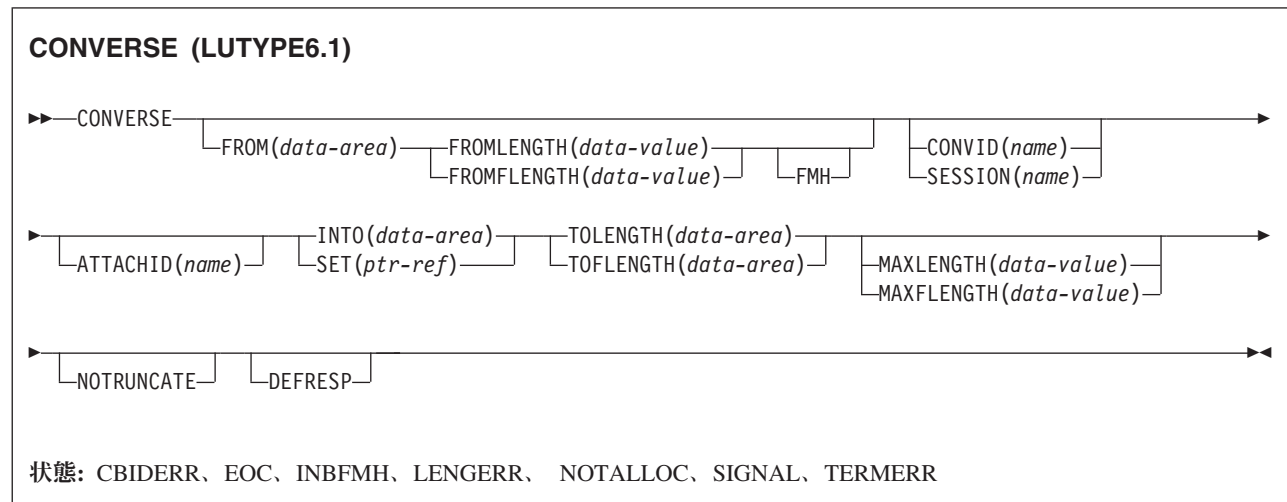 CONVERSE (LUTYPE6.1)
CONVERSE
FROM(data-area) FROMLENGTH(data-value) CONVID(name)
FROMFLENGTH(data-value) FMH SESSION(name)
INTO(data-area) TOLENGTH(data-area)
ATTACHID(name) SET(ptr-ref) TOFLENGTH(data-area) MAXLENGTH(data-value)
MAXFLENGTH(data-value)
NOTRUNCATE DEFRESP
状態: CBIDERR、EOC、INBFMH、LENGERR、 NOTALLOC、SIGNAL、TERMERR